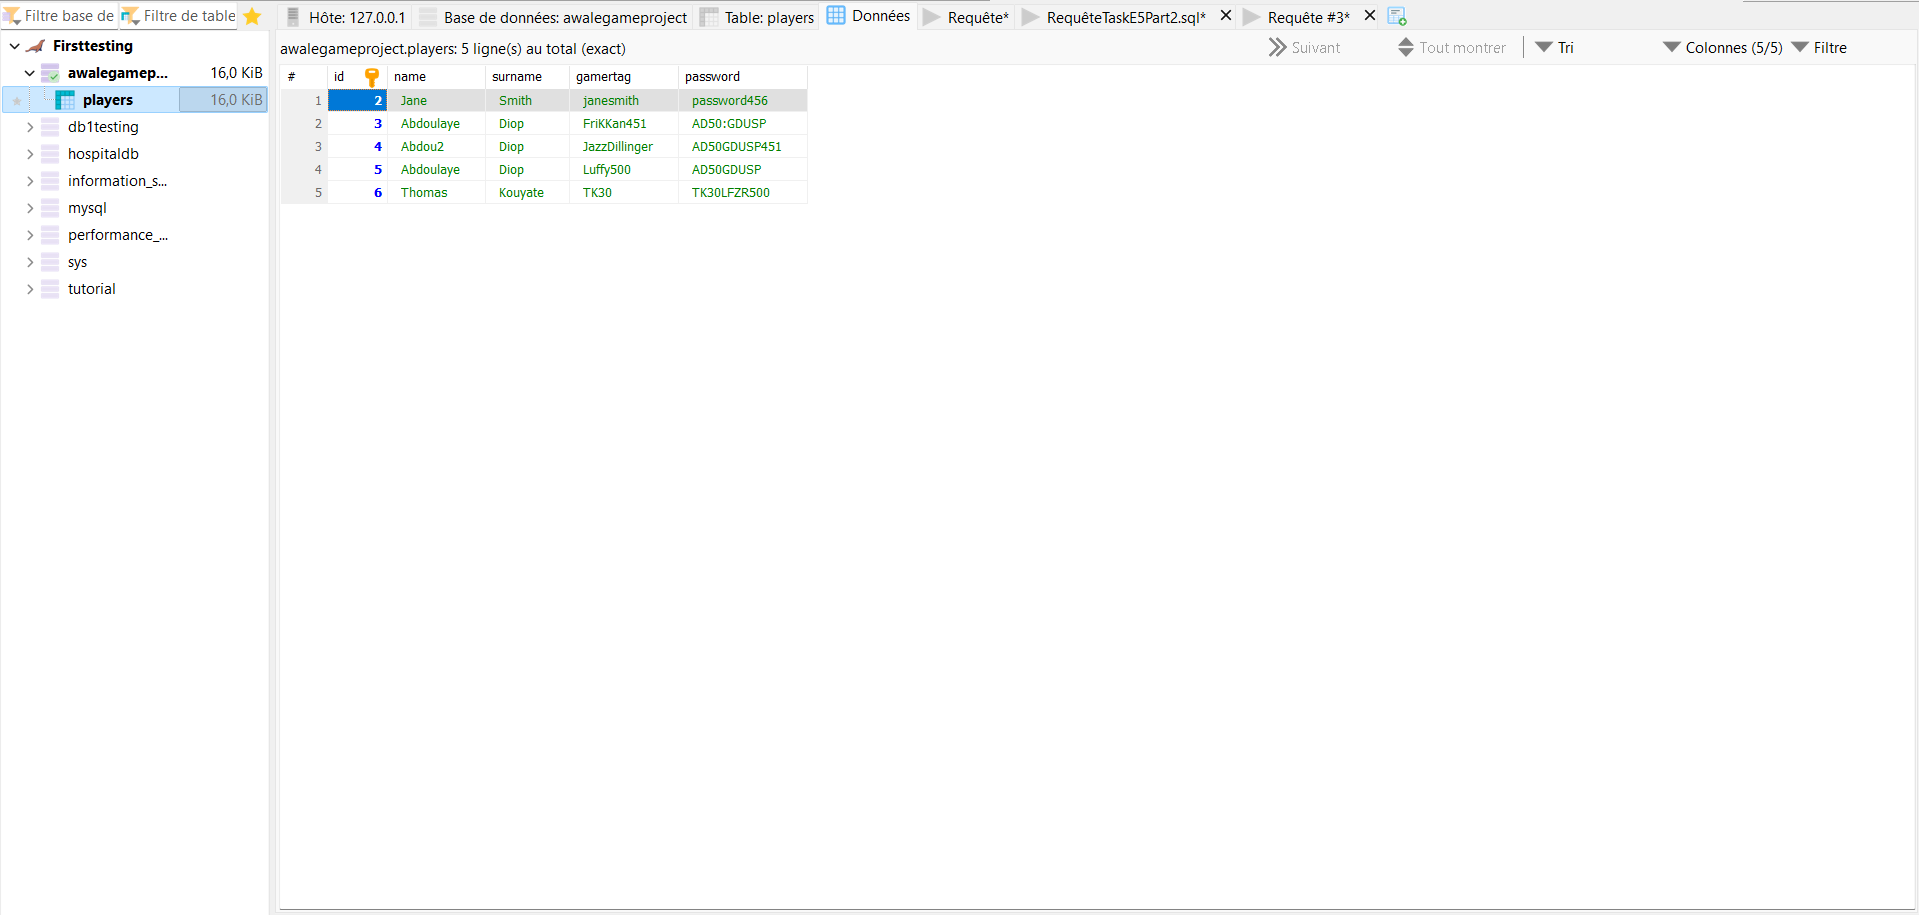 Filtre base de Filtre de table
Hôte: 127.0.0.1 Base de données: awalegameproject Table: players Données Requête* RequêteTaskE5Part2.sql* Requête #3*
Firsttesting
awalegamep... 16,0 KiB
players 16,0 KiB
db1testing
hospitaldb
information_s...
mysql
performance_...
sys
tutorial
awalegameproject.players: 5 ligne(s) au total (exact) Suivant Tout montrer Tri Colonnes (5/5) Filtre
# id name surname gamertag password
1 2 Jane Smith janesmith password456
2 3 Abdoulaye Diop FriKKan451 AD50:GDUSP
3 4 Abdou2 Diop JazzDillinger AD50GDUSP451
4 5 Abdoulaye Diop Luffy500 AD50GDUSP
5 6 Thomas Kouyate TK30 TK30LFZR500